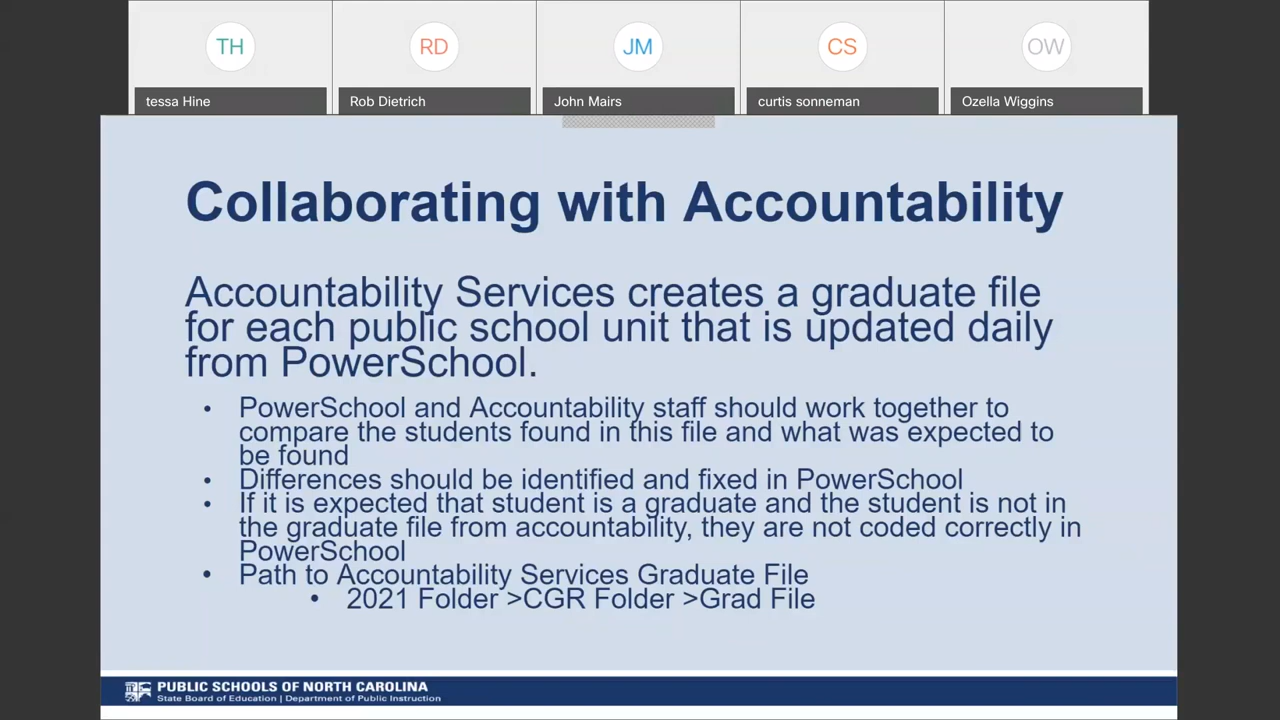 TH
RD
JM
CS
OW
tessa Hine
Rob Dietrich
John Mairs
curtis sonneman
Ozella Wiggins
Collaborating with Accountability
Accountability Services creates a graduate file
for each public school unit that is updated daily
from PowerSchool.
• PowerSchool and Accountability staff should work together to
compare the students found in this file and what was expected to
be found
• Differences should be identified and fixed in PowerSchool
• If it is expected that student is a graduate and the student is not in
the graduate file from accountability, they are not coded correctly in
PowerSchool
• Path to Accountability Services Graduate File
• 2021 Folder >CGR Folder >Grad File
PUBLIC SCHOOLS OF NORTH CAROLINA
State Board of Education | Department of Public Instruction